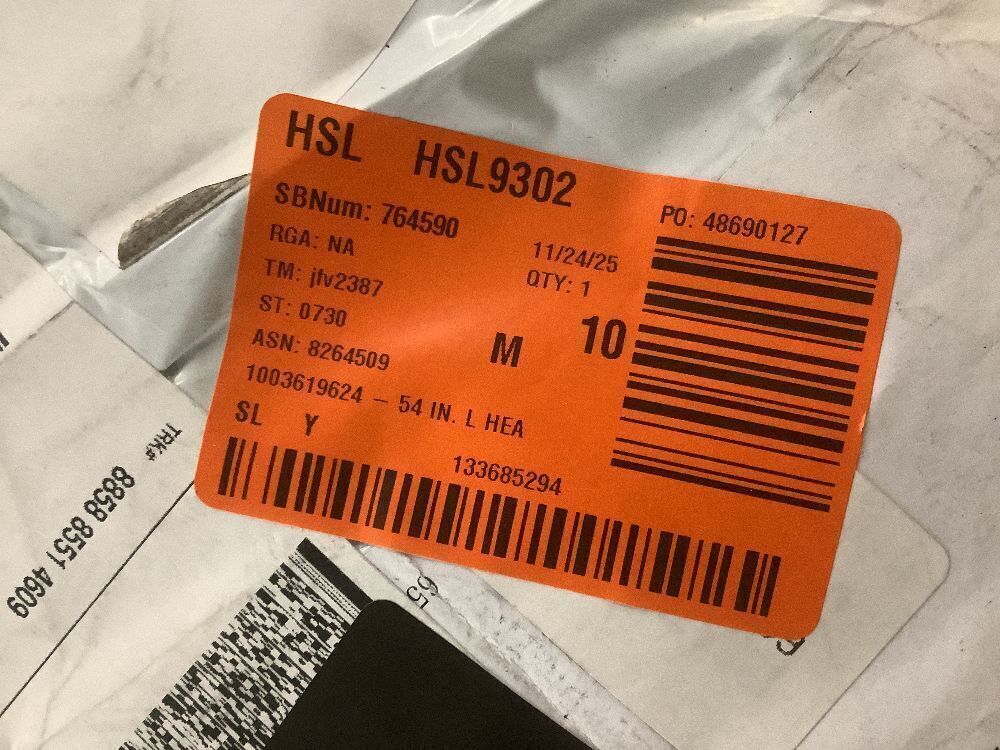 HSL HSL9302
SBNum: 764590
RGA: NA
TM: jlv2387
ST: 0730
ASN: 8264509
1003619624 – 54 IN. L HEA
SL Y
133685294
11/24/25
QTY: 1
M 10
PO: 48690127
TRK# 8858 8551 4609
65